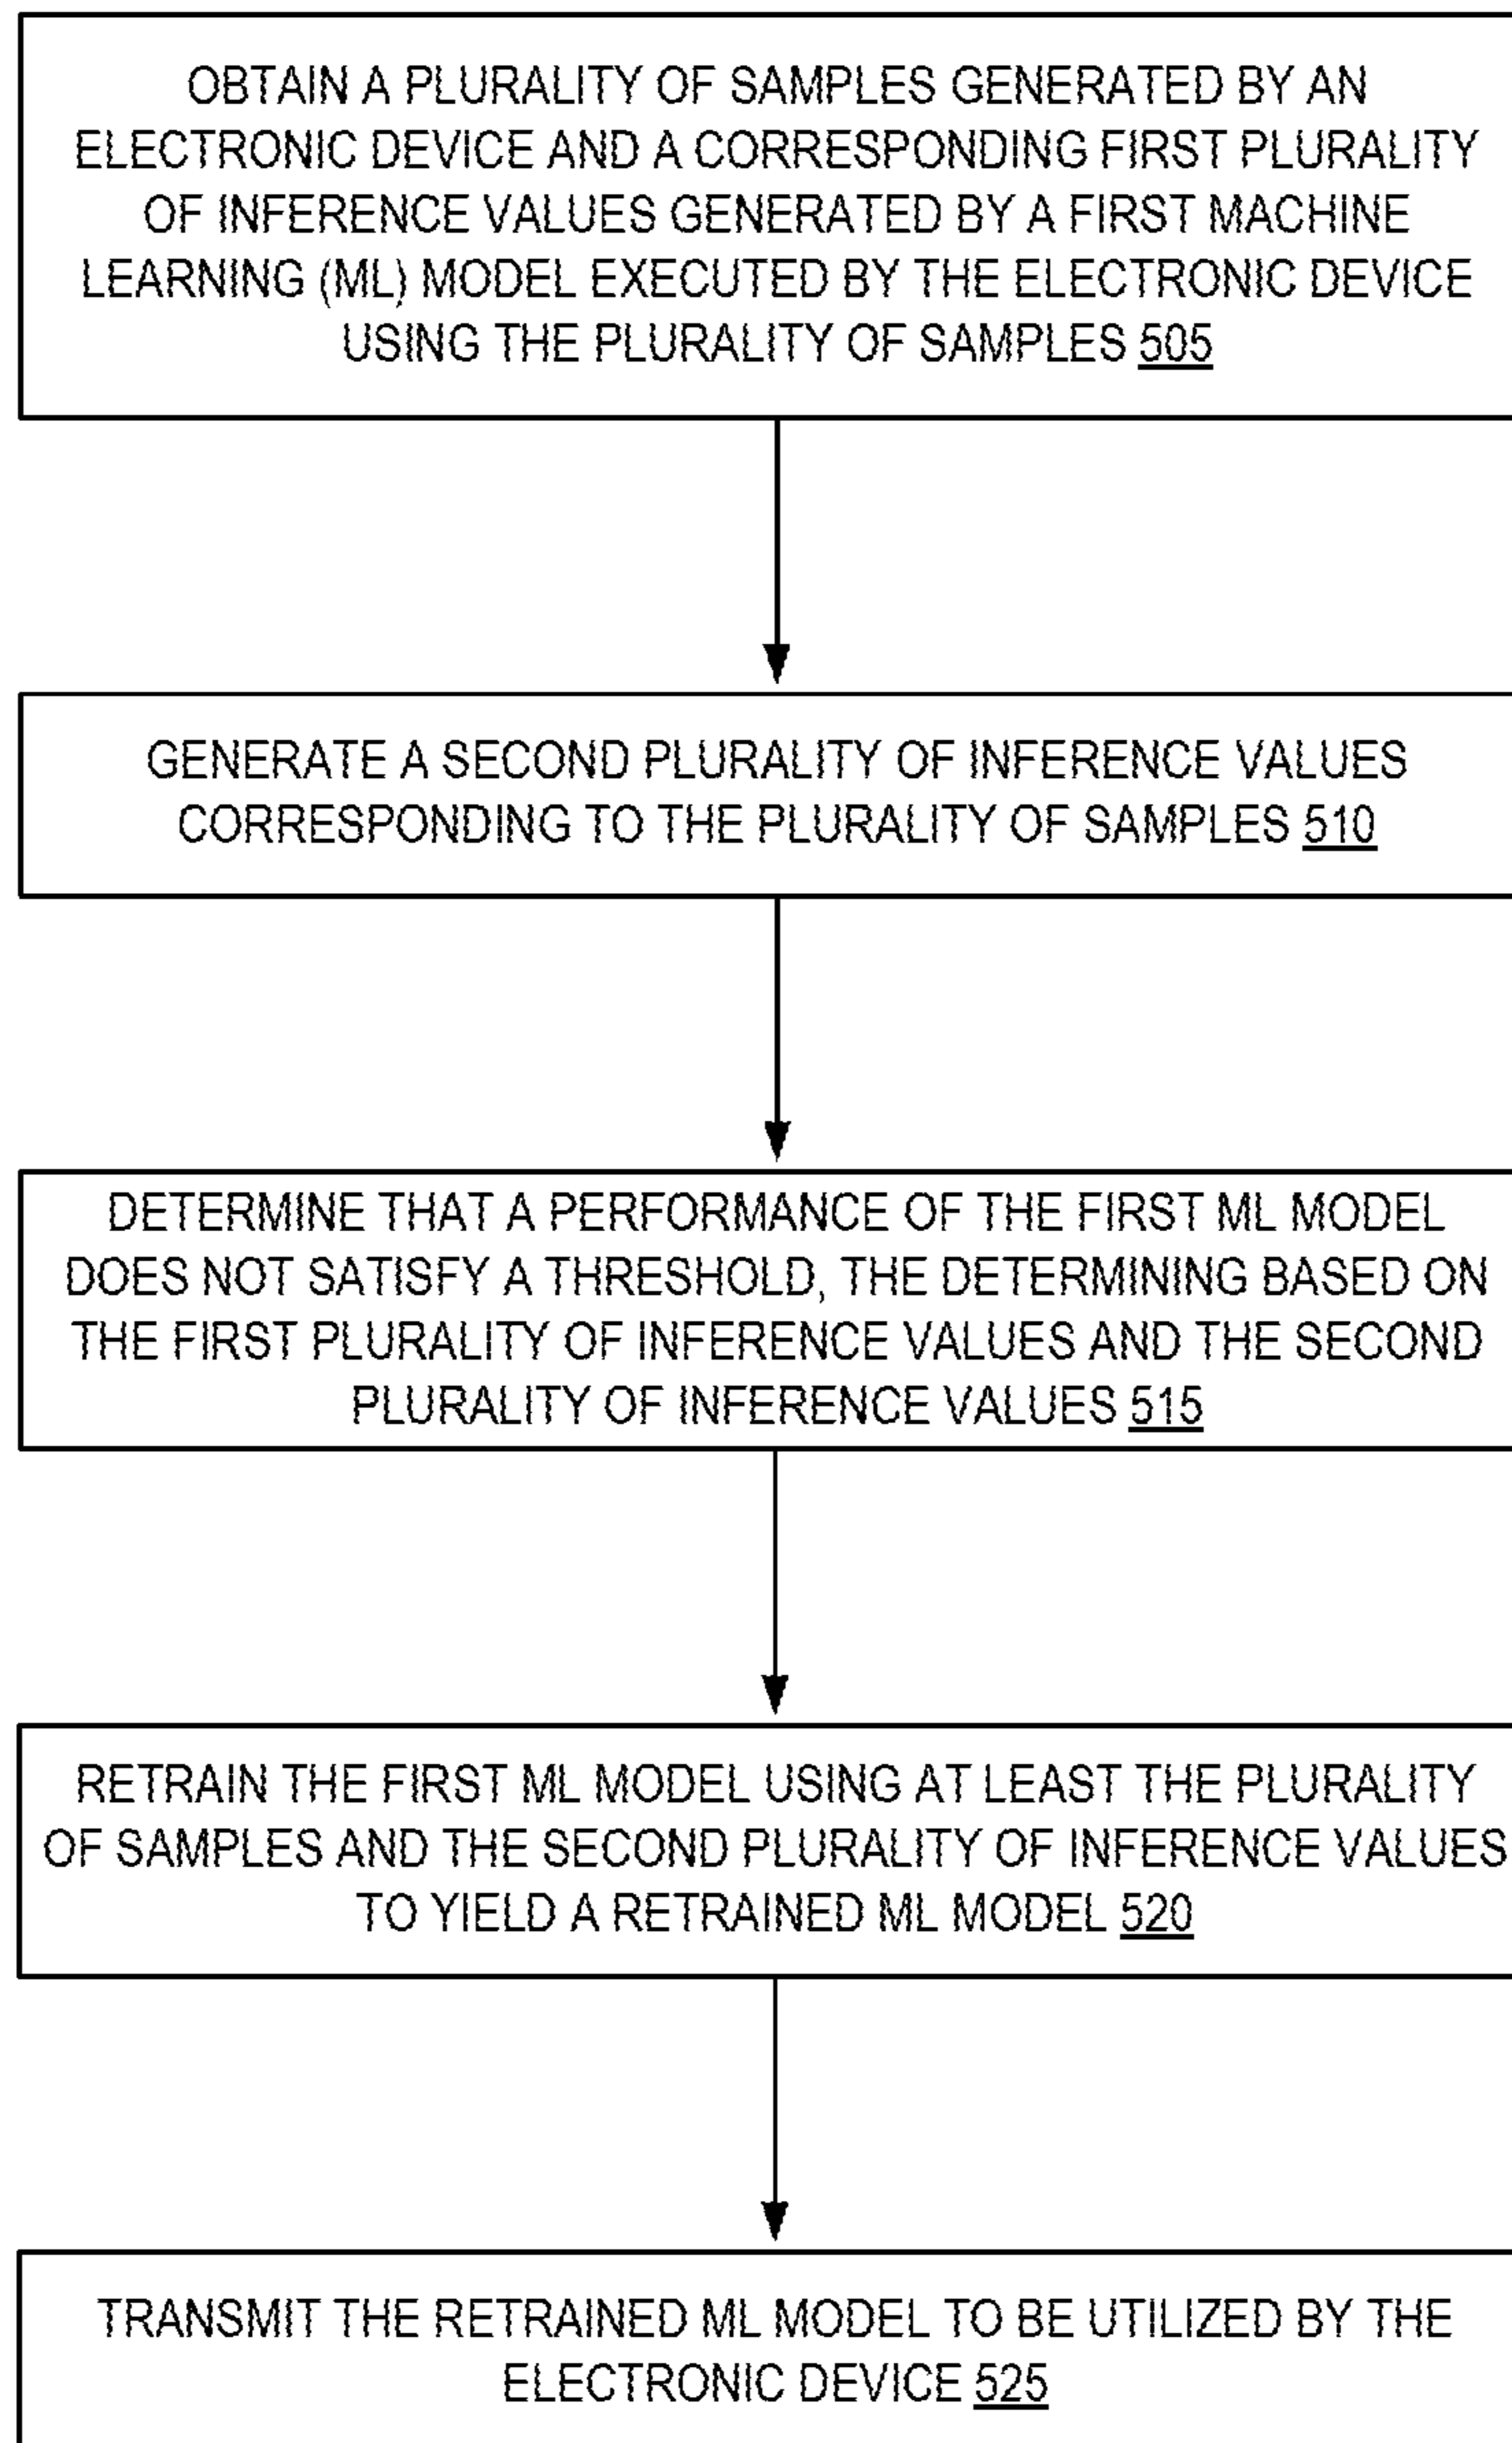 OBTAIN A PLURALITY OF SAMPLES GENERATED BY AN
ELECTRONIC DEVICE AND A CORRESPONDING FIRST PLURALITY
OF INFERENCE VALUES GENERATED BY A FIRST MACHINE
LEARNING (ML) MODEL EXECUTED BY THE ELECTRONIC DEVICE
USING THE PLURALITY OF SAMPLES 505
GENERATE A SECOND PLURALITY OF INFERENCE VALUES
CORRESPONDING TO THE PLURALITY OF SAMPLES 510
DETERMINE THAT A PERFORMANCE OF THE FIRST ML MODEL
DOES NOT SATISFY A THRESHOLD, THE DETERMINING BASED ON
THE FIRST PLURALITY OF INFERENCE VALUES AND THE SECOND
PLURALITY OF INFERENCE VALUES 515
RETRAIN THE FIRST ML MODEL USING AT LEAST THE PLURALITY
OF SAMPLES AND THE SECOND PLURALITY OF INFERENCE VALUES
TO YIELD A RETRAINED ML MODEL 520
TRANSMIT THE RETRAINED ML MODEL TO BE UTILIZED BY THE
ELECTRONIC DEVICE 525